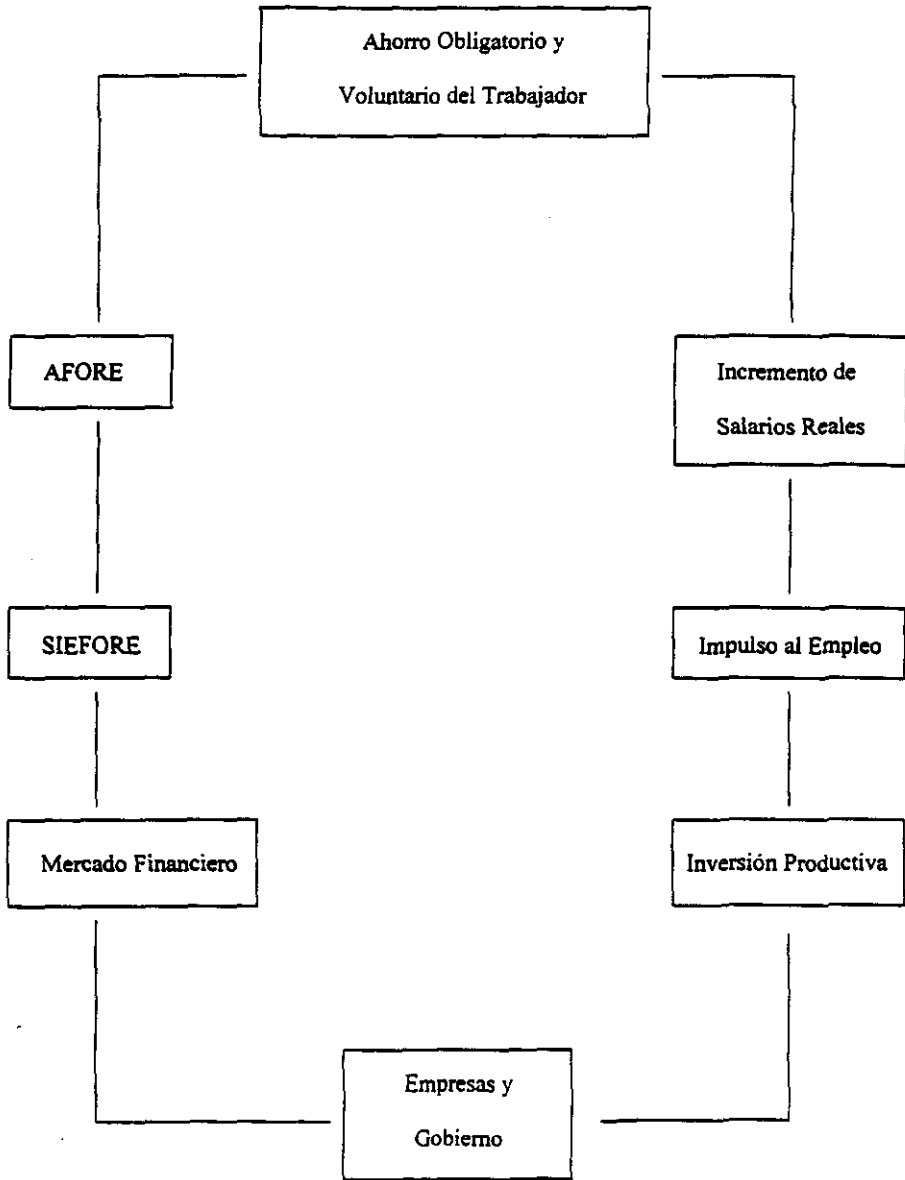 Ahorro Obligatorio y
Voluntario del Trabajador
AFORE
Incremento de
Salarios Reales
SIEFORE
Impulso al Empleo
Mercado Financiero
Inversión Productiva
Empresas y
Gobierno